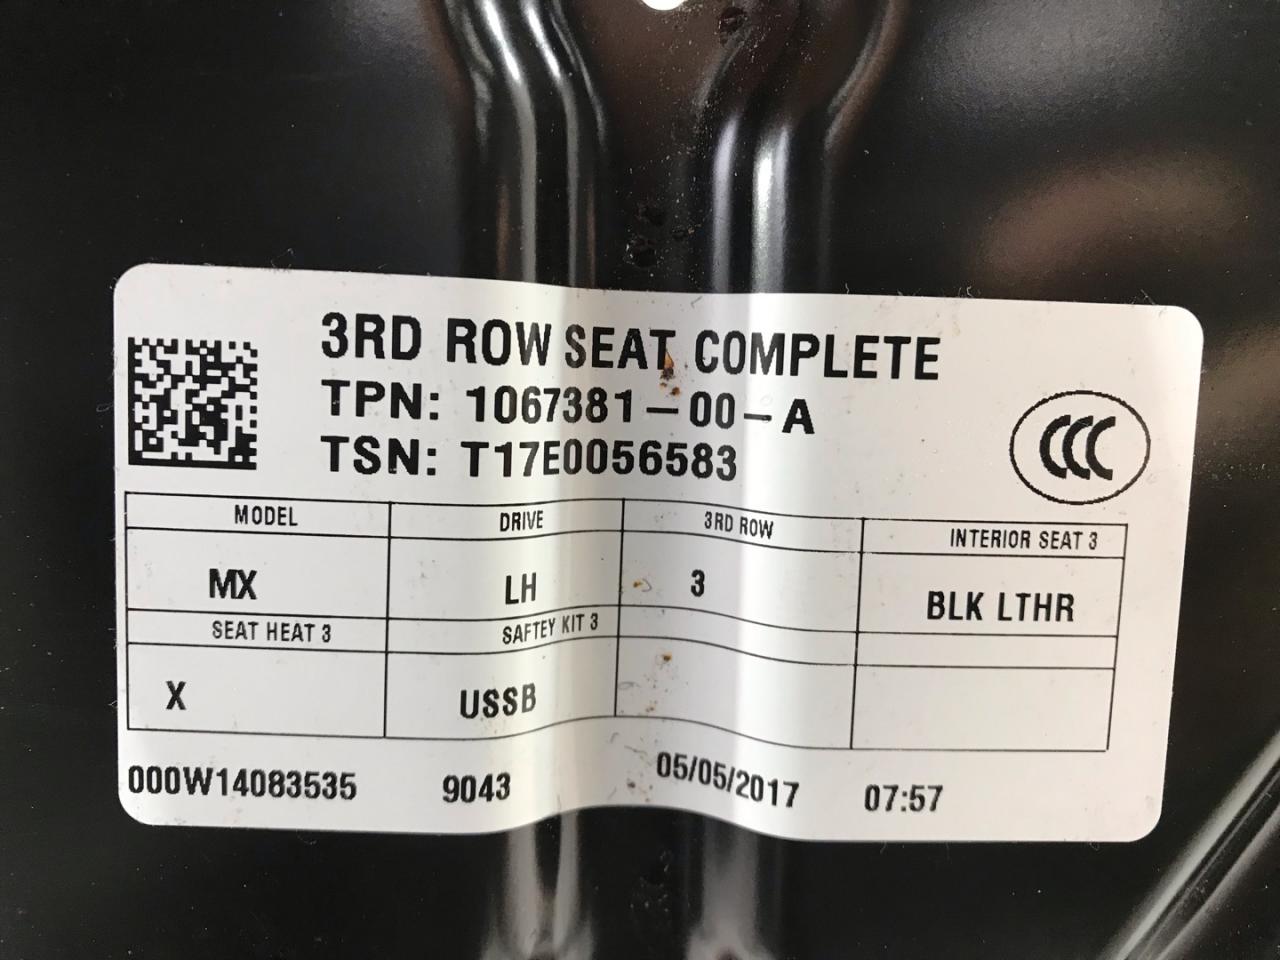 3RD ROW SEAT COMPLETE
TPN: 1067381-00-A
TSN: T17E0056583
CCC
MODEL DRIVE 3RD ROW INTERIOR SEAT 3
MX LH 3 BLK LTHR
SEAT HEAT 3 SAFTEY KIT 3
X USSB
000W14083535 9043 05/05/2017 07:57